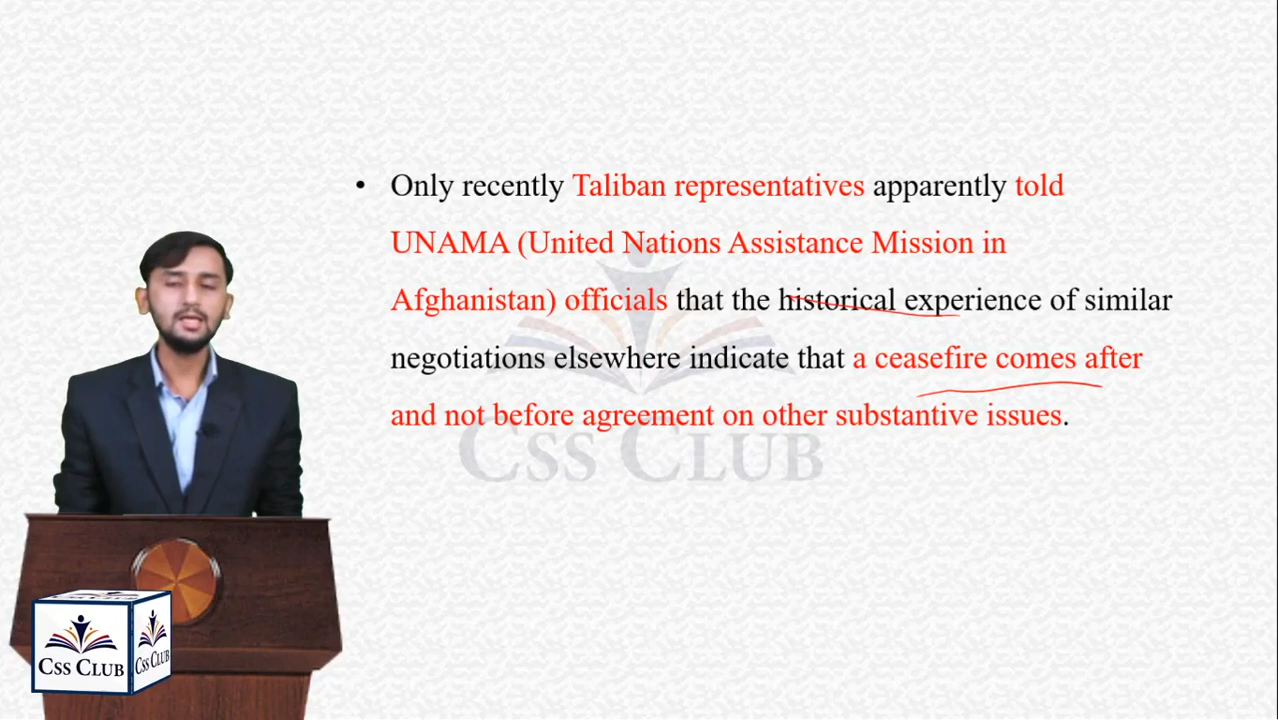 • Only recently Taliban representatives apparently told
UNAMA (United Nations Assistance Mission in
Afghanistan) officials that the historical experience of similar
negotiations elsewhere indicate that a ceasefire comes after
and not before agreement on other substantive issues.
CSS CLUB
CSS CLUB
CSS CLUB